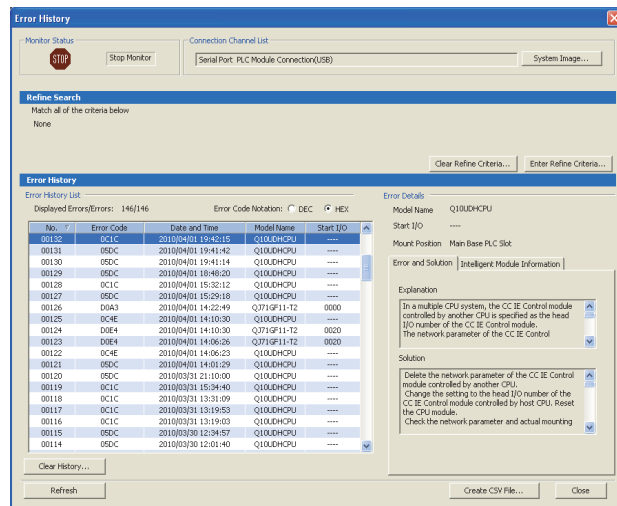 Error History
Monitor Status
STOP
Stop Monitor
Connection Channel List
Serial Port PLC Module Connection(USB)
System Image...
Refine Search
Match all of the criteria below
None
Clear Refine Criteria...
Enter Refine Criteria...
Error History
Error History List
Displayed Errors/Errors: 146/146
Error Code Notation: DEC HEX
No. Error Code Date and Time Model Name Start I/O
00132 0C1C 2010/04/01 19:42:15 Q10UDHCPU ----
00131 05DC 2010/04/01 19:41:42 Q10UDHCPU ----
00130 05DC 2010/04/01 19:41:14 Q10UDHCPU ----
00129 05DC 2010/04/01 18:48:20 Q10UDHCPU ----
00128 0C1C 2010/04/01 15:32:12 Q10UDHCPU ----
00127 05DC 2010/04/01 15:29:18 Q10UDHCPU ----
00126 D0A3 2010/04/01 14:22:49 QJ71GF11-T2 0000
00125 0C4E 2010/04/01 14:10:30 Q10UDHCPU ----
00124 D0E4 2010/04/01 14:10:30 QJ71GF11-T2 0020
00123 D0E4 2010/04/01 14:06:26 QJ71GF11-T2 0020
00122 0C4E 2010/04/01 14:06:23 Q10UDHCPU ----
00121 05DC 2010/04/01 14:01:29 Q10UDHCPU ----
00120 05DC 2010/03/31 21:10:00 Q10UDHCPU ----
00119 0C1C 2010/03/31 15:34:40 Q10UDHCPU ----
00118 0C1C 2010/03/31 13:31:09 Q10UDHCPU ----
00117 0C1C 2010/03/31 13:19:53 Q10UDHCPU ----
00116 0C1C 2010/03/31 13:19:03 Q10UDHCPU ----
00115 05DC 2010/03/30 12:34:57 Q10UDHCPU ----
00114 05DC 2010/03/30 12:01:40 Q10UDHCPU ----
Clear History...
Error Details
Model Name Q10UDHCPU
Start I/O ----
Mount Position Main Base PLC Slot
Error and Solution Intelligent Module Information
Explanation
In a multiple CPU system, the CC IE Control module
controlled by another CPU is specified as the head
I/O number of the CC IE Control module.
The network parameter of the CC IE Control
Solution
Delete the network parameter of the CC IE Control
module controlled by another CPU.
Change the setting to the head I/O number of the
CC IE Control module controlled by host CPU. Reset
the CPU module.
Check the network parameter and actual mounting
Refresh
Create CSV File...
Close